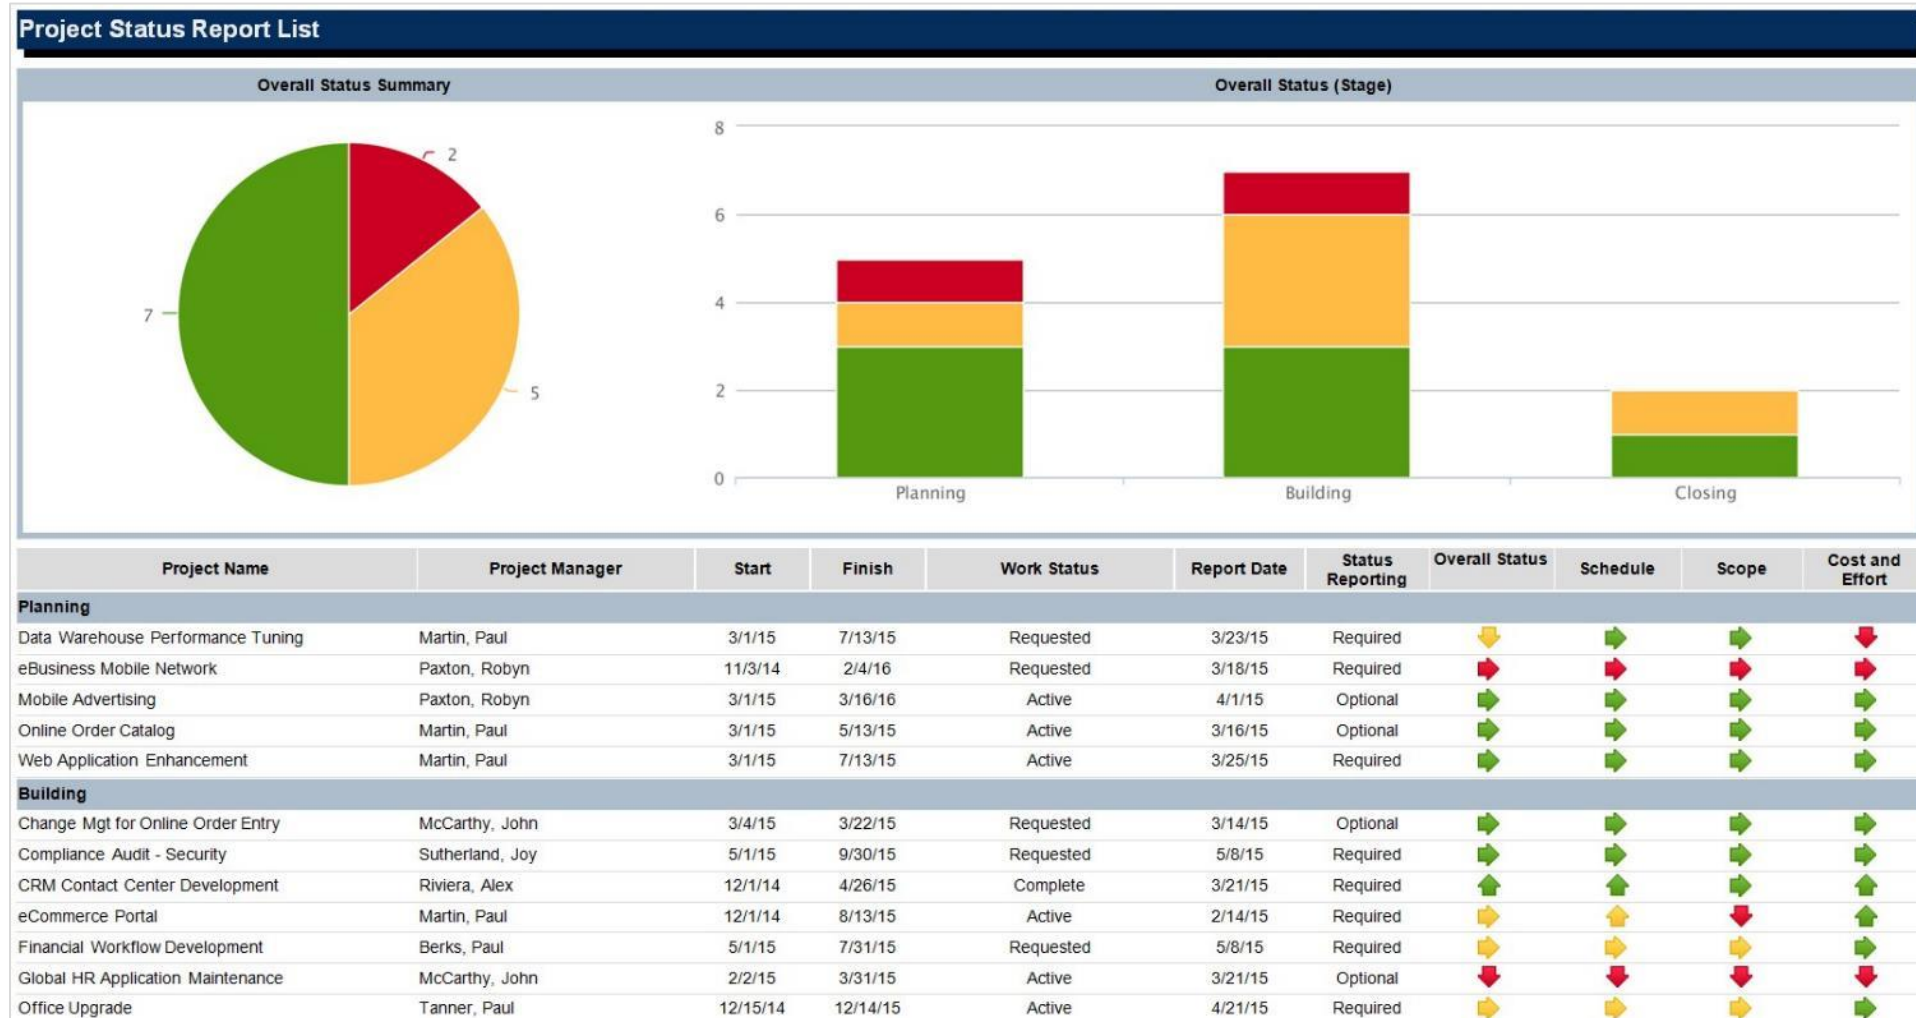 Project Status Report List
Overall Status Summary
Overall Status (Stage)
2
7
5
8
6
4
2
0
Planning Building Closing
Project Name Project Manager Start Finish Work Status Report Date Status Reporting Overall Status Schedule Scope Cost and Effort
Planning
Data Warehouse Performance Tuning Martin, Paul 3/1/15 7/13/15 Requested 3/23/15 Required
eBusiness Mobile Network Paxton, Robyn 11/3/14 2/4/16 Requested 3/18/15 Required
Mobile Advertising Paxton, Robyn 3/1/15 3/16/16 Active 4/1/15 Optional
Online Order Catalog Martin, Paul 3/1/15 5/13/15 Active 3/16/15 Optional
Web Application Enhancement Martin, Paul 3/1/15 7/13/15 Active 3/25/15 Required
Building
Change Mgt for Online Order Entry McCarthy, John 3/4/15 3/22/15 Requested 3/14/15 Optional
Compliance Audit - Security Sutherland, Joy 5/1/15 9/30/15 Requested 5/8/15 Required
CRM Contact Center Development Riviera, Alex 12/1/14 4/26/15 Complete 3/21/15 Required
eCommerce Portal Martin, Paul 12/1/14 8/13/15 Active 2/14/15 Required
Financial Workflow Development Berks, Paul 5/1/15 7/31/15 Requested 5/8/15 Required
Global HR Application Maintenance McCarthy, John 2/2/15 3/31/15 Active 3/21/15 Optional
Office Upgrade Tanner, Paul 12/15/14 12/14/15 Active 4/21/15 Required